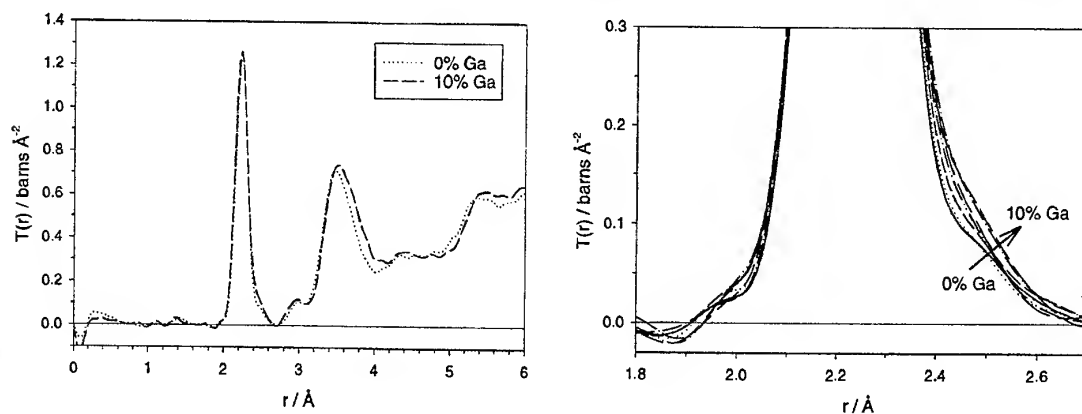 1.4
1.2
1.0
0.8
0.6
0.4
0.2
0.0
T(r) / barns Å-2
0% Ga
10% Ga
0 1 2 3 4 5 6
r / Å
0.3
0.2
0.1
0.0
T(r) / barns Å-2
10% Ga
0% Ga
1.8 2.0 2.2 2.4 2.6
r / Å